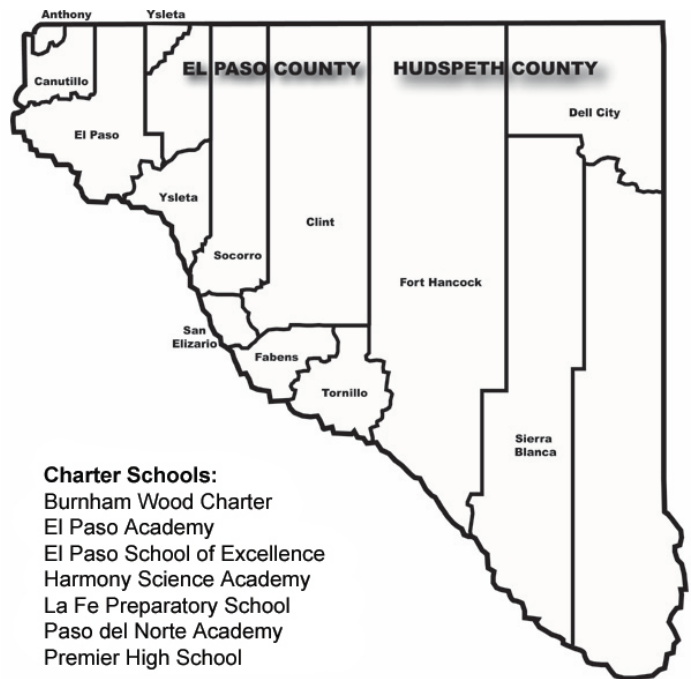 Anthony
Ysleta
EL PASO COUNTY
HUDSPETH COUNTY
Canutillo
Dell City
El Paso
Ysleta
Clint
Socorro
Fort Hancock
San
Elizario
Fabens
Tornillo
Sierra
Blanca
Charter Schools:
Burnham Wood Charter
El Paso Academy
El Paso School of Excellence
Harmony Science Academy
La Fe Preparatory School
Paso del Norte Academy
Premier High School